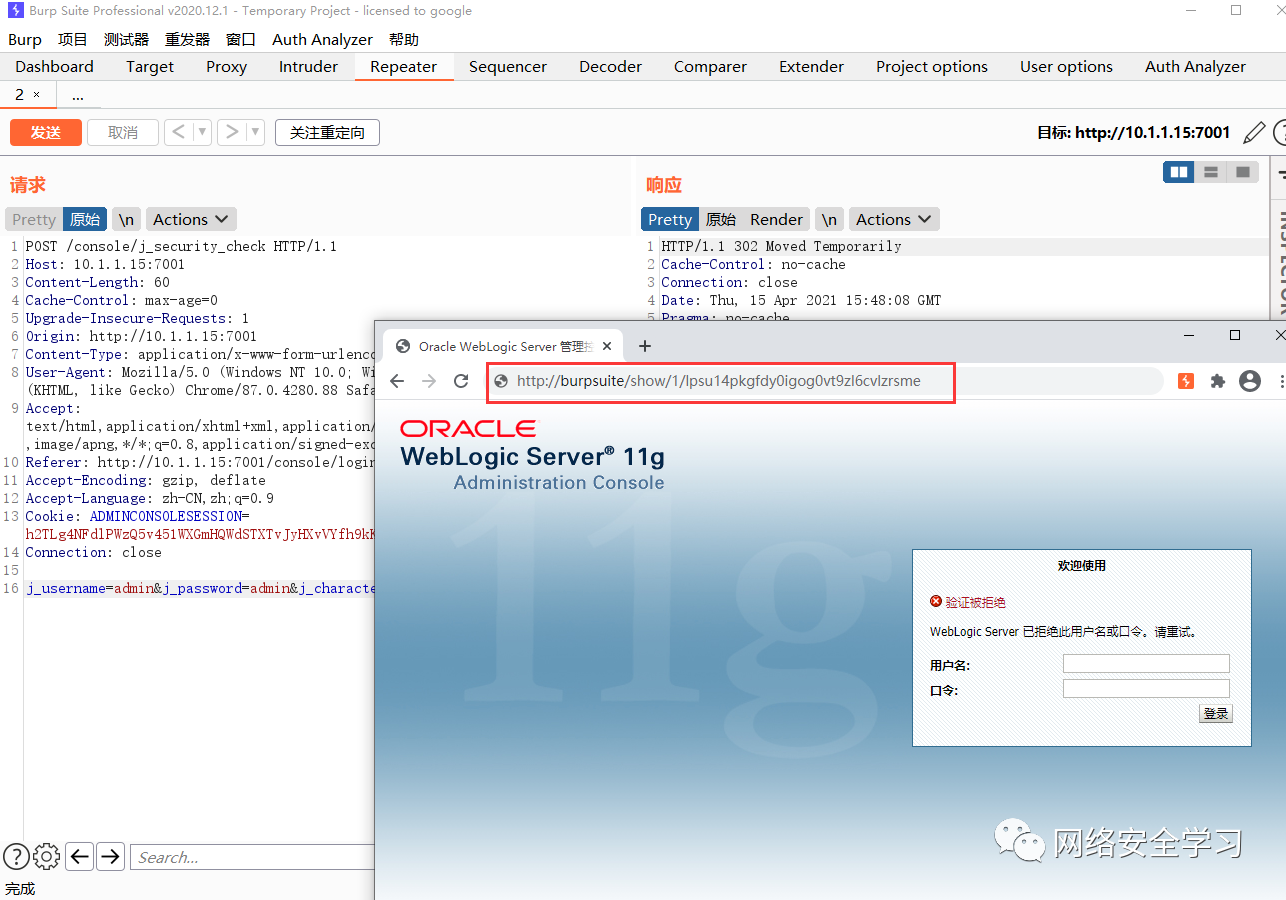 Burp Suite Professional v2020.12.1 - Temporary Project - licensed to google
Burp 项目 测试器 重发器 窗口 Auth Analyzer 帮助
Dashboard Target Proxy Intruder Repeater Sequencer Decoder Comparer Extender Project options User options Auth Analyzer
2 × ...
发送 取消 < > 关注重定向 目标: http://10.1.1.15:7001
请求
Pretty 原始 \n Actions
1 POST /console/j_security_check HTTP/1.1
2 Host: 10.1.1.15:7001
3 Content-Length: 60
4 Cache-Control: max-age=0
5 Upgrade-Insecure-Requests: 1
6 Origin: http://10.1.1.15:7001
7 Content-Type: application/x-www-form-urlenco
8 User-Agent: Mozilla/5.0 (Windows NT 10.0; Wi
(KHTML, like Gecko) Chrome/87.0.4280.88 Safa
9 Accept:
text/html,application/xhtml+xml,application/
,image/apng,*/*;q=0.8,application/signed-exc
10 Referer: http://10.1.1.15:7001/console/login
11 Accept-Encoding: gzip, deflate
12 Accept-Language: zh-CN,zh;q=0.9
13 Cookie: ADMINCONSOLESESSION=
h2TLg4NFdlPWzQ5v451WXGmHQWdSTXTvJyHXvVYfh9kK
14 Connection: close
15
16 j_username=admin&j_password=admin&j_characte
响应
Pretty 原始 Render \n Actions
1 HTTP/1.1 302 Moved Temporarily
2 Cache-Control: no-cache
3 Connection: close
4 Date: Thu, 15 Apr 2021 15:48:08 GMT
5 Pragma: no-cache
INSPECTOR
Oracle WebLogic Server 管理控 × +
http://burpsuite/show/1/lpsu14pkgfdy0igog0vt9zl6cvlzrsme
ORACLE
WebLogic Server® 11g
Administration Console
11g
欢迎使用
验证被拒绝
WebLogic Server 已拒绝此用户名或口令。请重试。
用户名:
口令:
登录
网络安全学习
Search...
完成